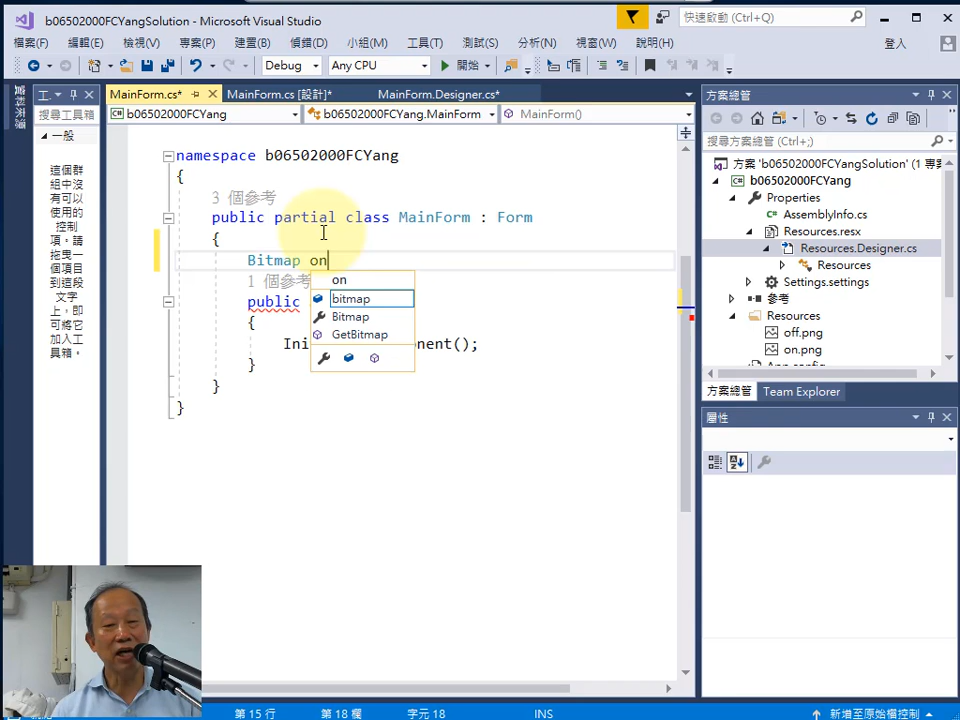 b06502000FCYangSolution - Microsoft Visual Studio
快速啟動 (Ctrl+Q)
檔案(F) 編輯(E) 檢視(V) 專案(P) 建置(B) 偵錯(D) 小組(M) 工具(T) 測試(S) 分析(N) 視窗(W) 說明(H) 登入
Debug Any CPU 開始
資料來源
工..
搜尋工具箱
一般
這個群
組中沒
有可以
使用的
控制
項。請
拖曳一
個項目
到這段
文字
上,即
可將它
加入工
具箱。
MainForm.cs* MainForm.cs [設計]* MainForm.Designer.cs*
b06502000FCYang b06502000FCYang.MainForm MainForm()
namespace b06502000FCYang
{
3 個參考
public partial class MainForm : Form
{
Bitmap on
1 個參考
public
{
Ini onent();
}
}
}
on
bitmap
Bitmap
GetBitmap
方案總管
搜尋方案總管 (Ctrl+;)
方案 'b06502000FCYangSolution' (1 專
b06502000FCYang
Properties
AssemblyInfo.cs
Resources.resx
Resources.Designer.cs
Resources
Settings.settings
參考
Resources
off.png
on.png
App.config
方案總管 Team Explorer
屬性
第 15 行 第 18 欄 字元 18 INS 新增至原始檔控制